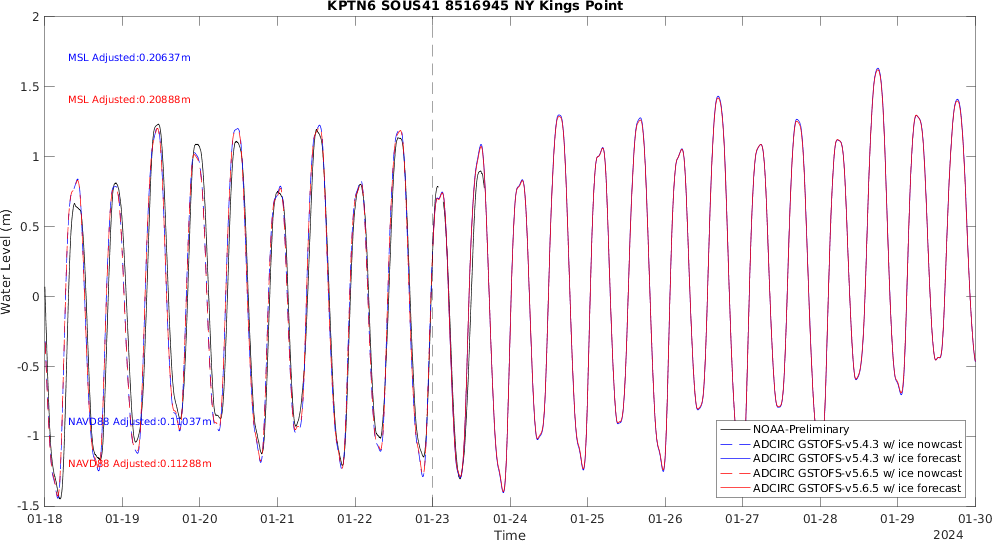 KPTN6 SOUS41 8516945 NY Kings Point
2
MSL Adjusted:0.20637m
1.5
MSL Adjusted:0.20888m
1
0.5
Water Level (m)
0
-0.5
NAVD88 Adjusted:0.11037m
-1
NAVD88 Adjusted:0.11288m
-1.5
NOAA-Preliminary
ADCIRC GSTOFS-v5.4.3 w/ ice nowcast
ADCIRC GSTOFS-v5.4.3 w/ ice forecast
ADCIRC GSTOFS-v5.6.5 w/ ice nowcast
ADCIRC GSTOFS-v5.6.5 w/ ice forecast
01-18 01-19 01-20 01-21 01-22 01-23 01-24 01-25 01-26 01-27 01-28 01-29 01-30
Time
2024